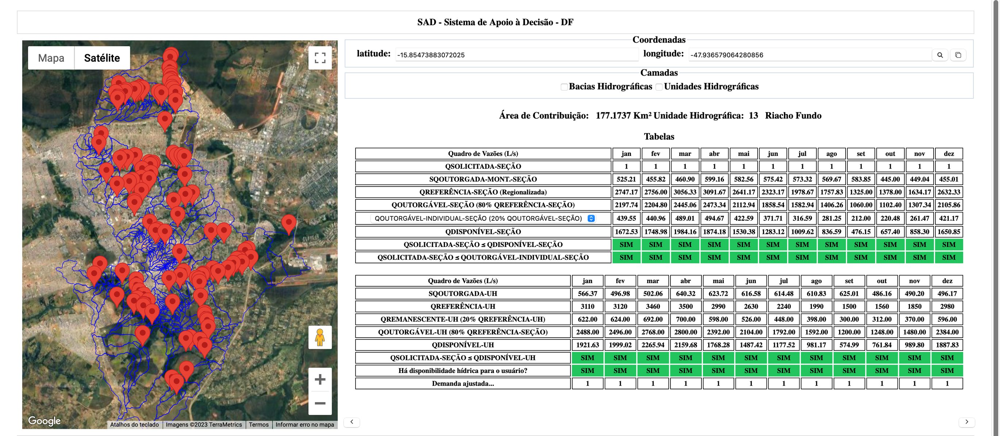 SAD - Sistema de Apoio à Decisão - DF
Mapa
Satélite
Google
Atalhos do teclado
Imagens ©2023 TerraMetrics
Termos
Informar erro no mapa
Coordenadas
latitude: -15.85473883072025 longitude: -47.936579064280856
Camadas
Bacias Hidrográficas Unidades Hidrográficas
Área de Contribuição: 177.1737 Km² Unidade Hidrográfica: 13 Riacho Fundo
Tabelas
Quadro de Vazões (L/s) jan fev mar abr mai jun jul ago set out nov dez
QSOLICITADA-SEÇÃO 1 1 1 1 1 1 1 1 1 1 1 1
SQOUTORGADA-MONT.-SEÇÃO 525.21 455.82 460.90 599.16 582.56 575.42 573.32 569.67 583.85 445.00 449.04 455.01
QREFERÊNCIA-SEÇÃO (Regionalizada) 2747.17 2756.00 3056.33 3091.67 2641.17 2323.17 1978.67 1757.83 1325.00 1378.00 1634.17 2632.33
QOUTORGÁVEL-SEÇÃO (80% QREFERÊNCIA-SEÇÃO) 2197.74 2204.80 2445.06 2473.34 2112.94 1858.54 1582.94 1406.26 1060.00 1102.40 1307.34 2105.86
QOUTORGÁVEL-INDIVIDUAL-SEÇÃO (20% QOUTORGÁVEL-SEÇÃO) 439.55 440.96 489.01 494.67 422.59 371.71 316.59 281.25 212.00 220.48 261.47 421.17
QDISPONÍVEL-SEÇÃO 1672.53 1748.98 1984.16 1874.18 1530.38 1283.12 1009.62 836.59 476.15 657.40 858.30 1650.85
QSOLICITADA-SEÇÃO ≤ QDISPONÍVEL-SEÇÃO SIM SIM SIM SIM SIM SIM SIM SIM SIM SIM SIM SIM
QSOLICITADA-SEÇÃO ≤ QOUTORGÁVEL-INDIVIDUAL-SEÇÃO SIM SIM SIM SIM SIM SIM SIM SIM SIM SIM SIM SIM
Quadro de Vazões (L/s) jan fev mar abr mai jun jul ago set out nov dez
SQOUTORGADA-UH 566.37 496.98 502.06 640.32 623.72 616.58 614.48 610.83 625.01 486.16 490.20 496.17
QREFERÊNCIA-UH 3110 3120 3460 3500 2990 2630 2240 1990 1500 1560 1850 2980
QREMANESCENTE-UH (20% QREFERÊNCIA-UH) 622.00 624.00 692.00 700.00 598.00 526.00 448.00 398.00 300.00 312.00 370.00 596.00
QOUTORGÁVEL-UH (80% QREFERÊNCIA-SEÇÃO) 2488.00 2496.00 2768.00 2800.00 2392.00 2104.00 1792.00 1592.00 1200.00 1248.00 1480.00 2384.00
QDISPONÍVEL-UH 1921.63 1999.02 2265.94 2159.68 1768.28 1487.42 1177.52 981.17 574.99 761.84 989.80 1887.83
QSOLICITADA-SEÇÃO ≤ QDISPONÍVEL-UH SIM SIM SIM SIM SIM SIM SIM SIM SIM SIM SIM SIM
Há disponibilidade hídrica para o usuário? SIM SIM SIM SIM SIM SIM SIM SIM SIM SIM SIM SIM
Demanda ajustada... 1 1 1 1 1 1 1 1 1 1 1 1